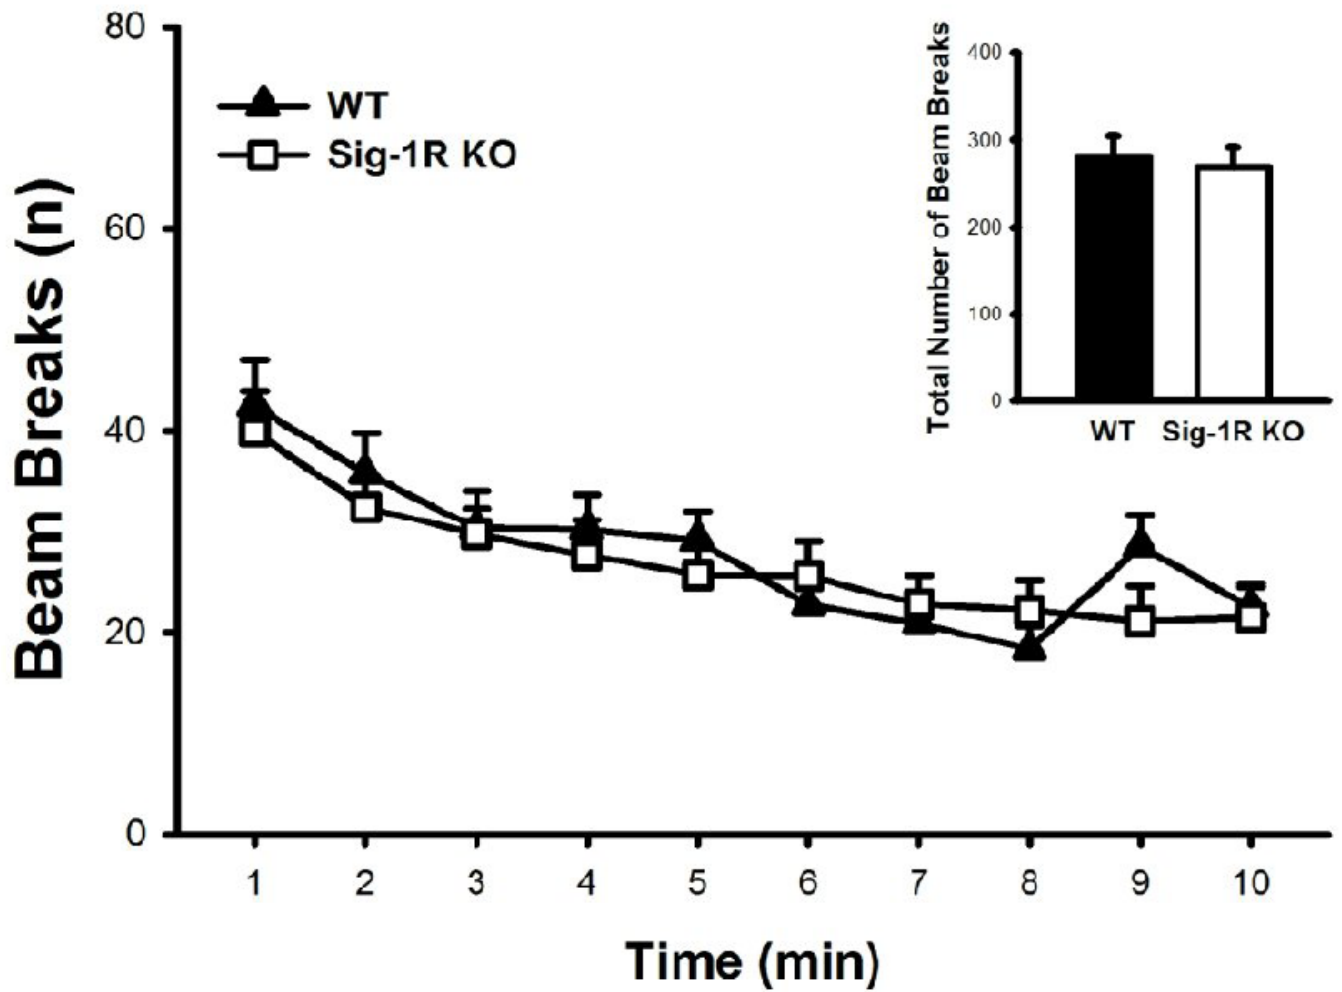 80
60
40
20
0
Beam Breaks (n)
WT
Sig-1R KO
1 2 3 4 5 6 7 8 9 10
Time (min)
Total Number of Beam Breaks
400
300
200
100
0
WT Sig-1R KO